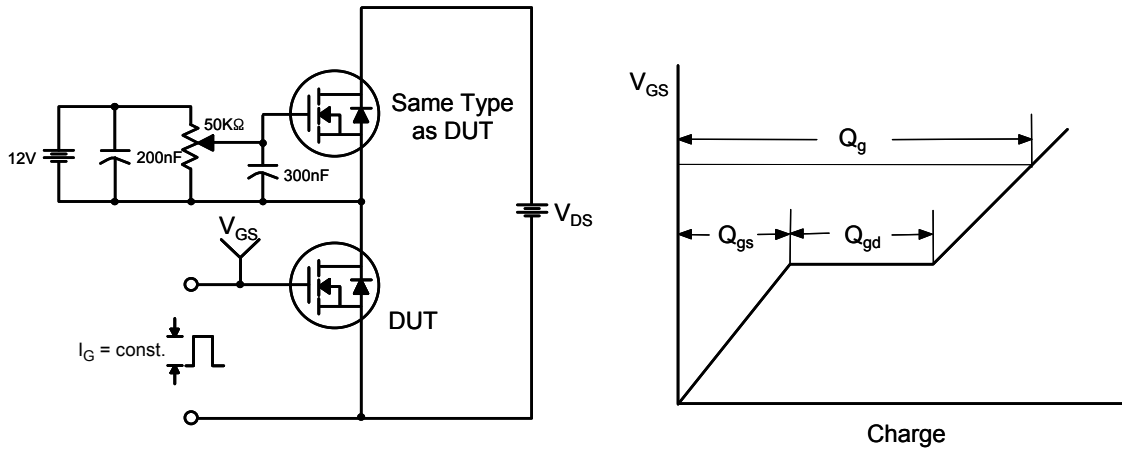 12V
200nF
50KΩ
300nF
Same Type
as DUT
V_DS
V_GS
DUT
I_G = const.
V_GS
Q_g
Q_gs
Q_gd
Charge